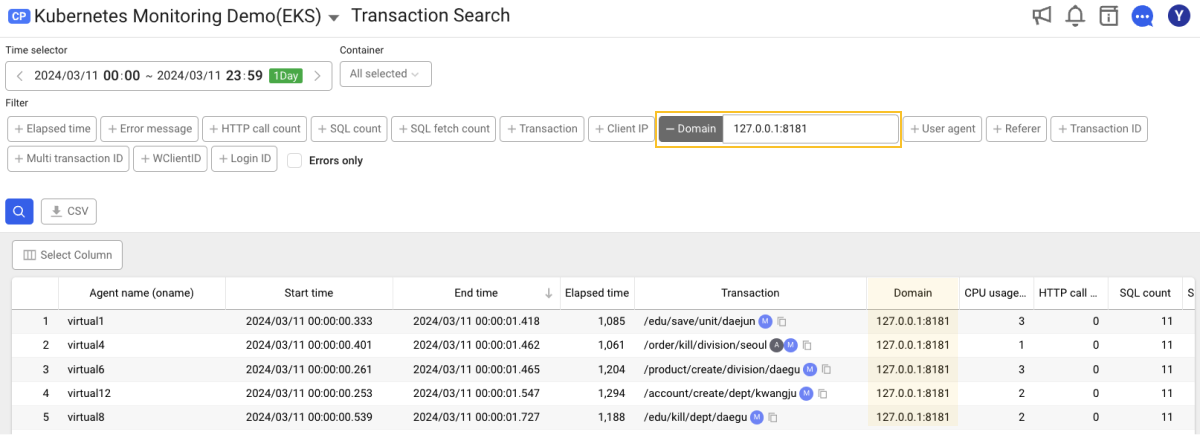 CP Kubernetes Monitoring Demo(EKS) Transaction Search Y
Time selector Container
2024/03/11 00:00 ~ 2024/03/11 23:59 1Day All selected
Filter
+ Elapsed time + Error message + HTTP call count + SQL count + SQL fetch count + Transaction + Client IP − Domain 127.0.0.1:8181 + User agent + Referer + Transaction ID
+ Multi transaction ID + WClientID + Login ID Errors only
CSV
Select Column
Agent name (oname) Start time End time ↓ Elapsed time Transaction Domain CPU usage... HTTP call ... SQL count S
1 virtual1 2024/03/11 00:00:00.333 2024/03/11 00:00:01.418 1,085 /edu/save/unit/daejun M 127.0.0.1:8181 3 0 11
2 virtual4 2024/03/11 00:00:00.401 2024/03/11 00:00:01.462 1,061 /order/kill/division/seoul A M 127.0.0.1:8181 1 0 11
3 virtual6 2024/03/11 00:00:00.261 2024/03/11 00:00:01.465 1,204 /product/create/division/daegu M 127.0.0.1:8181 3 0 11
4 virtual12 2024/03/11 00:00:00.253 2024/03/11 00:00:01.547 1,294 /account/create/dept/kwangju M 127.0.0.1:8181 2 0 11
5 virtual8 2024/03/11 00:00:00.539 2024/03/11 00:00:01.727 1,188 /edu/kill/dept/daegu M 127.0.0.1:8181 2 0 11